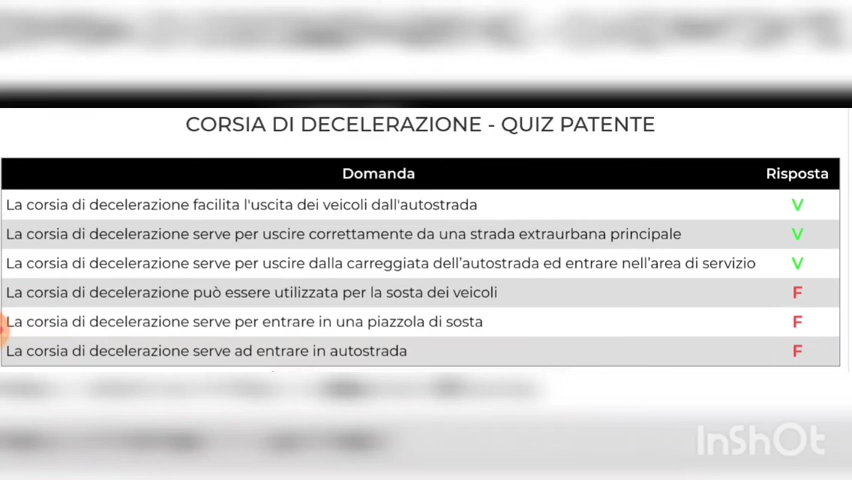 CORSIA DI DECELERAZIONE - QUIZ PATENTE
Domanda Risposta
La corsia di decelerazione facilita l'uscita dei veicoli dall'autostrada V
La corsia di decelerazione serve per uscire correttamente da una strada extraurbana principale V
La corsia di decelerazione serve per uscire dalla carreggiata dell’autostrada ed entrare nell’area di servizio V
La corsia di decelerazione può essere utilizzata per la sosta dei veicoli F
La corsia di decelerazione serve per entrare in una piazzola di sosta F
La corsia di decelerazione serve ad entrare in autostrada F
InShOt